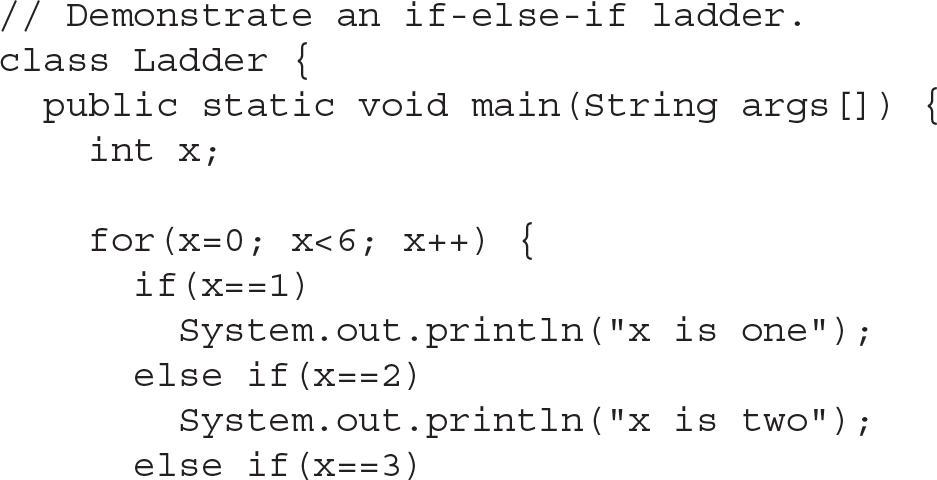 // Demonstrate an if-else-if ladder.
class Ladder {
  public static void main(String args[]) {
    int x;

    for(x=0; x<6; x++) {
      if(x==1)
        System.out.println("x is one");
      else if(x==2)
        System.out.println("x is two");
      else if(x==3)